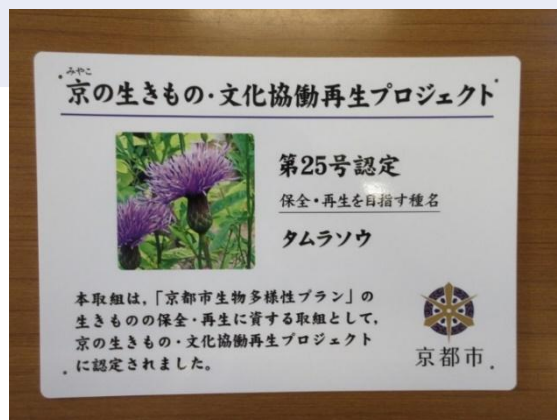 みやこ
京の生きもの・文化協働再生プロジェクト
第25号認定
保全・再生を目指す種名
タムラソウ
本取組は,「京都市生物多様性プラン」の
生きものの保全・再生に資する取組として,
京の生きもの・文化協働再生プロジェクト
に認定されました。
京都市